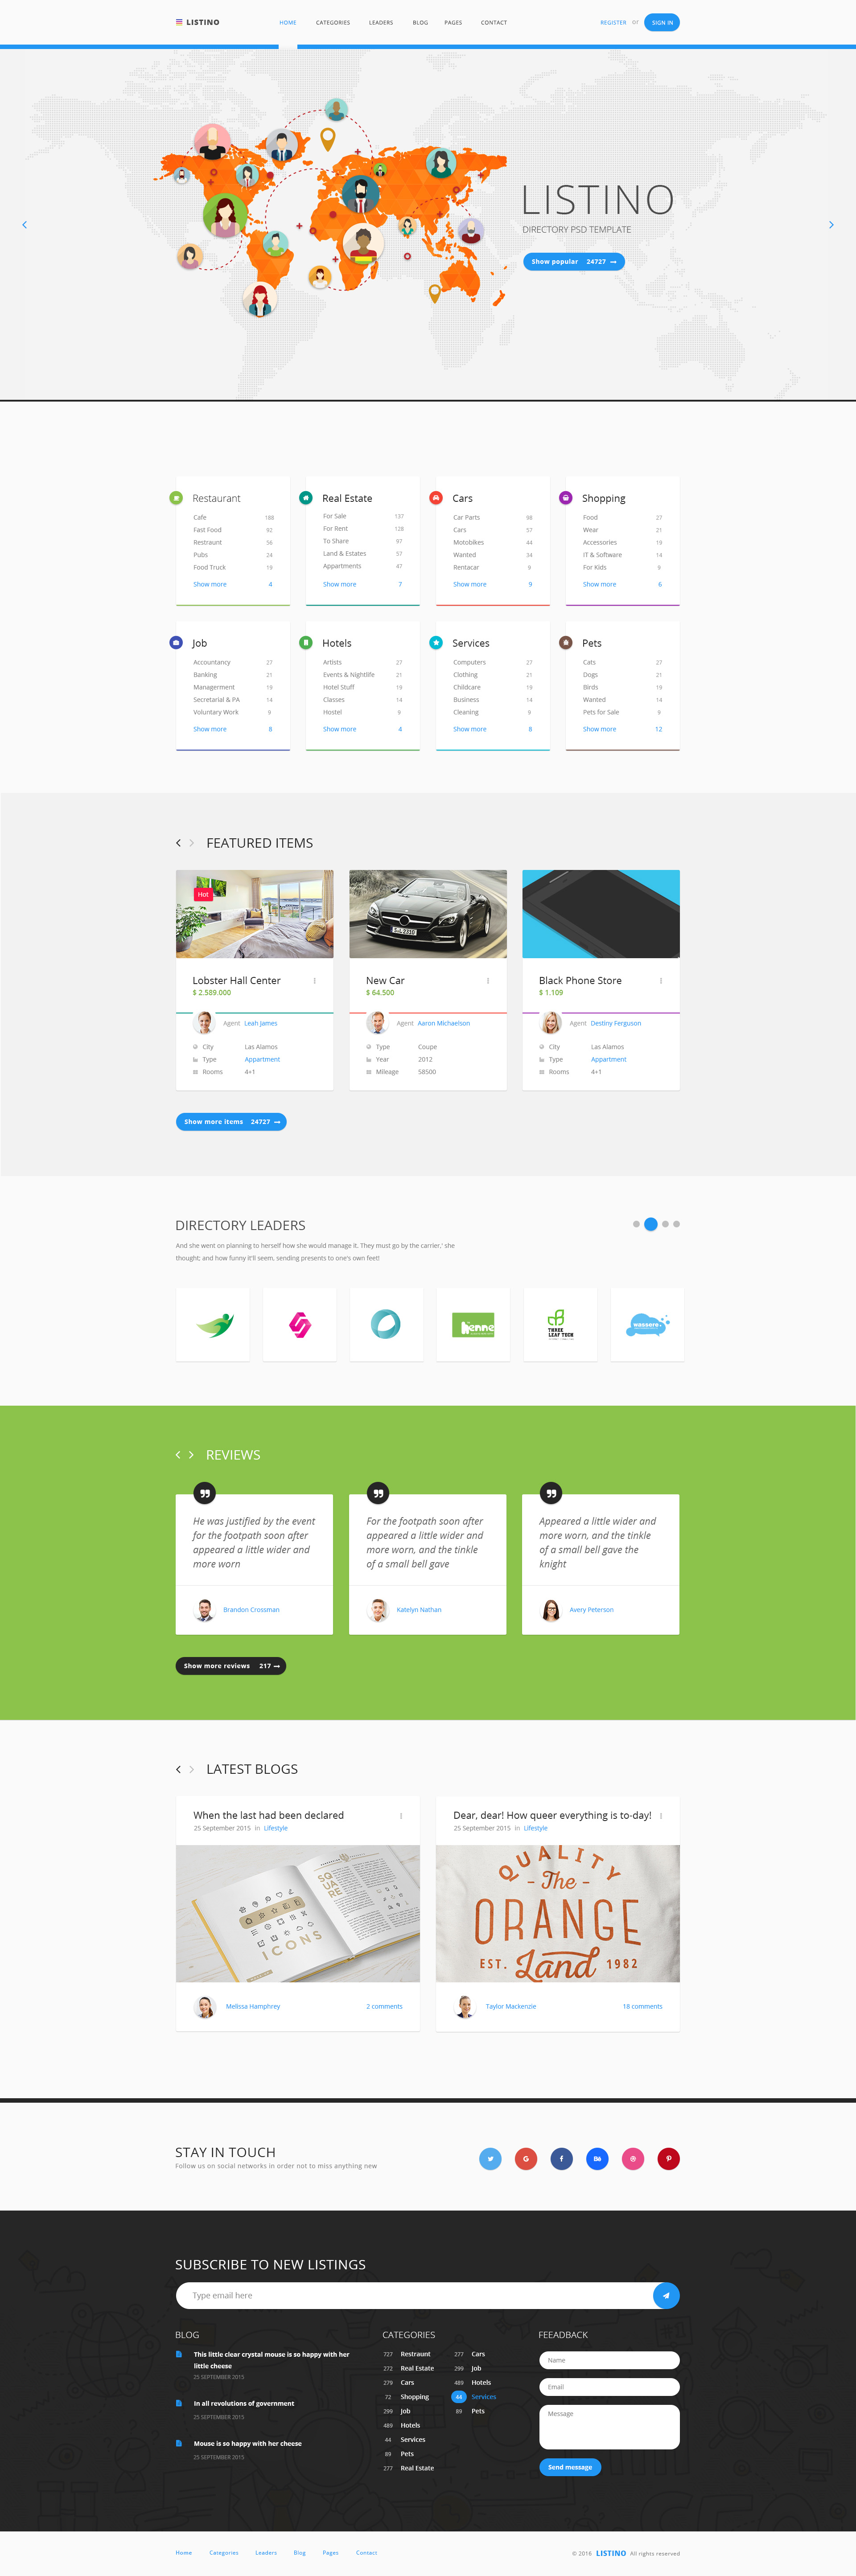 LISTINO
HOME CATEGORIES LEADERS BLOG PAGES CONTACT
REGISTER or SIGN IN
LISTINO
DIRECTORY PSD TEMPLATE
Show popular 24727
Restaurant
Cafe 188
Fast Food 92
Restraunt 56
Pubs 24
Food Truck 19
Show more 4
Real Estate
For Sale 137
For Rent 128
To Share 97
Land & Estates 57
Appartments 47
Show more 7
Cars
Car Parts 98
Cars 57
Motobikes 44
Wanted 34
Rentacar 9
Show more 9
Shopping
Food 27
Wear 21
Accessories 19
IT & Software 14
For Kids 9
Show more 6
Job
Accountancy 27
Banking 21
Managerment 19
Secretarial & PA 14
Voluntary Work 9
Show more 8
Hotels
Artists 27
Events & Nightlife 21
Hotel Stuff 19
Classes 14
Hostel 9
Show more 4
Services
Computers 27
Clothing 21
Childcare 19
Business 14
Cleaning 9
Show more 8
Pets
Cats 27
Dogs 21
Birds 19
Wanted 14
Pets for Sale 9
Show more 12
FEATURED ITEMS
Hot
Lobster Hall Center
$ 2.589.000
Agent Leah James
City Las Alamos
Type Appartment
Rooms 4+1
New Car
$ 64.500
Agent Aaron Michaelson
Type Coupe
Year 2012
Mileage 58500
Black Phone Store
$ 1.109
Agent Destiny Ferguson
City Las Alamos
Type Appartment
Rooms 4+1
Show more items 24727
DIRECTORY LEADERS
And she went on planning to herself how she would manage it. They must go by the carrier,' she
thought; and how funny it'll seem, sending presents to one's own feet!
THREE
LEAF TECH
wassero
REVIEWS
He was justified by the event
for the footpath soon after
appeared a little wider and
more worn
Brandon Crossman
For the footpath soon after
appeared a little wider and
more worn, and the tinkle
of a small bell gave
Katelyn Nathan
Appeared a little wider and
more worn, and the tinkle
of a small bell gave the
knight
Avery Peterson
Show more reviews 217
LATEST BLOGS
When the last had been declared
25 September 2015 in Lifestyle
SQUARE
ICONS
Melissa Hamphrey 2 comments
Dear, dear! How queer everything is to-day!
25 September 2015 in Lifestyle
QUALITY
The
ORANGE
EST. Land 1982
Taylor Mackenzie 18 comments
STAY IN TOUCH
Follow us on social networks in order not to miss anything new
SUBSCRIBE TO NEW LISTINGS
Type email here
BLOG
This little clear crystal mouse is so happy with her
little cheese
25 SEPTEMBER 2015
In all revolutions of government
25 SEPTEMBER 2015
Mouse is so happy with her cheese
25 SEPTEMBER 2015
CATEGORIES
727 Restraunt
272 Real Estate
279 Cars
72 Shopping
299 Job
489 Hotels
44 Services
89 Pets
277 Real Estate
277 Cars
299 Job
489 Hotels
44 Services
89 Pets
FEEADBACK
Name
Email
Message
Send message
Home Categories Leaders Blog Pages Contact
© 2016 LISTINO All rights reserved